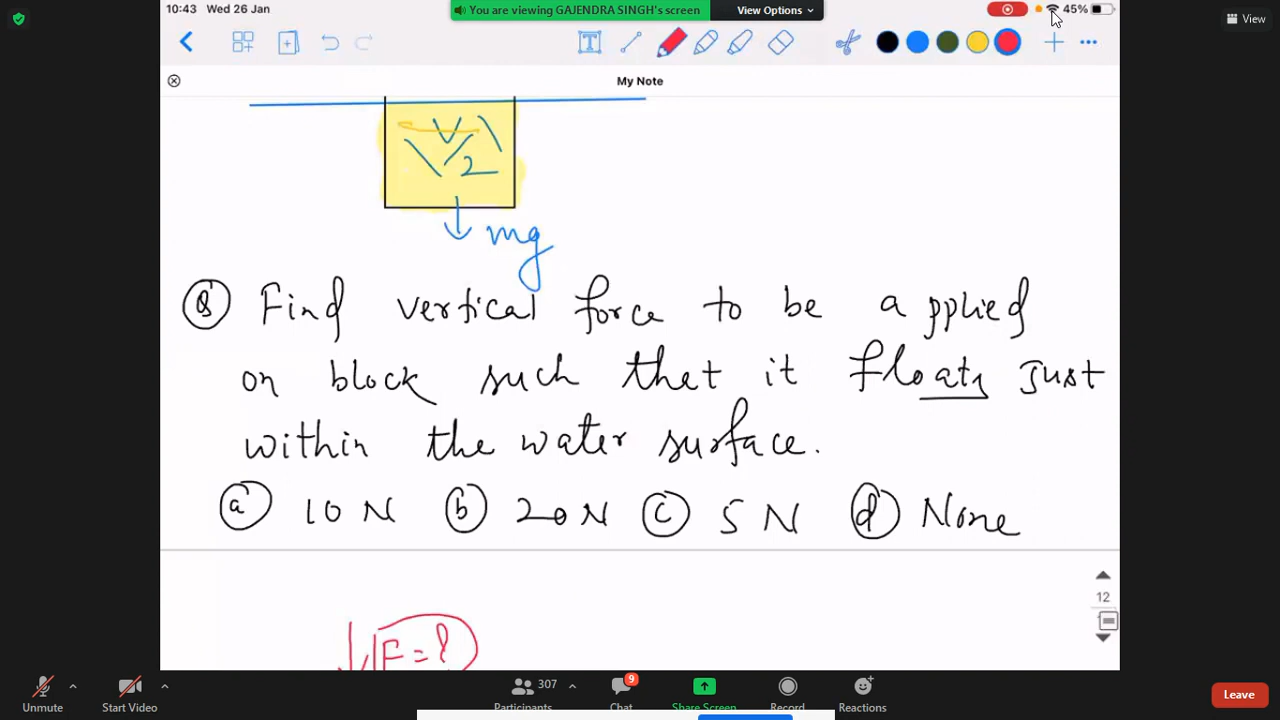 10:43 Wed 26 Jan
You are viewing GAJENDRA SINGH's screen
View Options
45%
View
My Note
V/2
mg
Q Find vertical force to be applied
on block such that it floats just
within the water surface.
a 10 N b 20 N c 5 N d None
12
F = ?
Unmute
Start Video
307
Participants
9
Chat
Share Screen
Record
Reactions
Leave